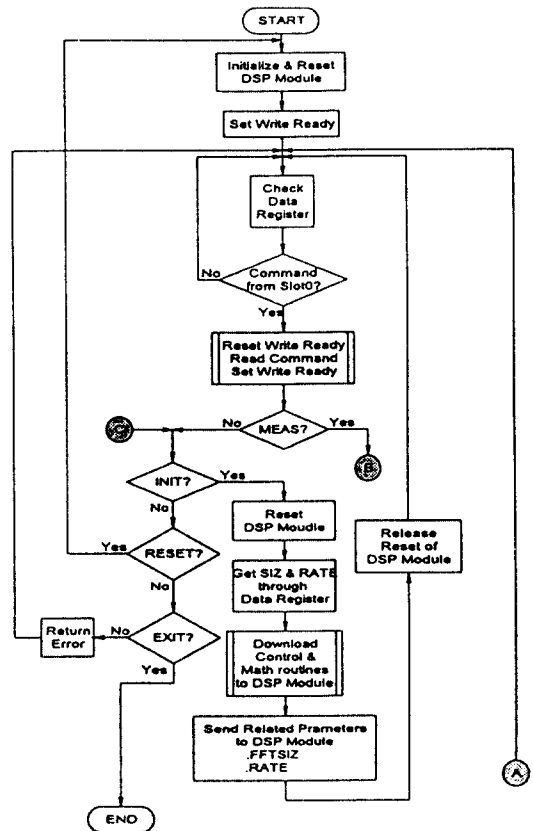 START
Initialize & Reset
DSP Module
Set Write Ready
Check
Data
Register
No
Command
from Slot0?
Yes
Reset Write Ready
Read Command
Set Write Ready
C
No
MEAS?
Yes
B
INIT?
Yes
No
Reset
DSP Moudle
Release
Reset of
DSP Module
Yes
RESET?
No
Get SIZ & RATE
through
Data Register
Return
Error
No
EXIT?
Yes
Download
Control &
Math routines
to DSP Module
Send Related Prameters
to DSP Module
.FFTSIZ
.RATE
A
END